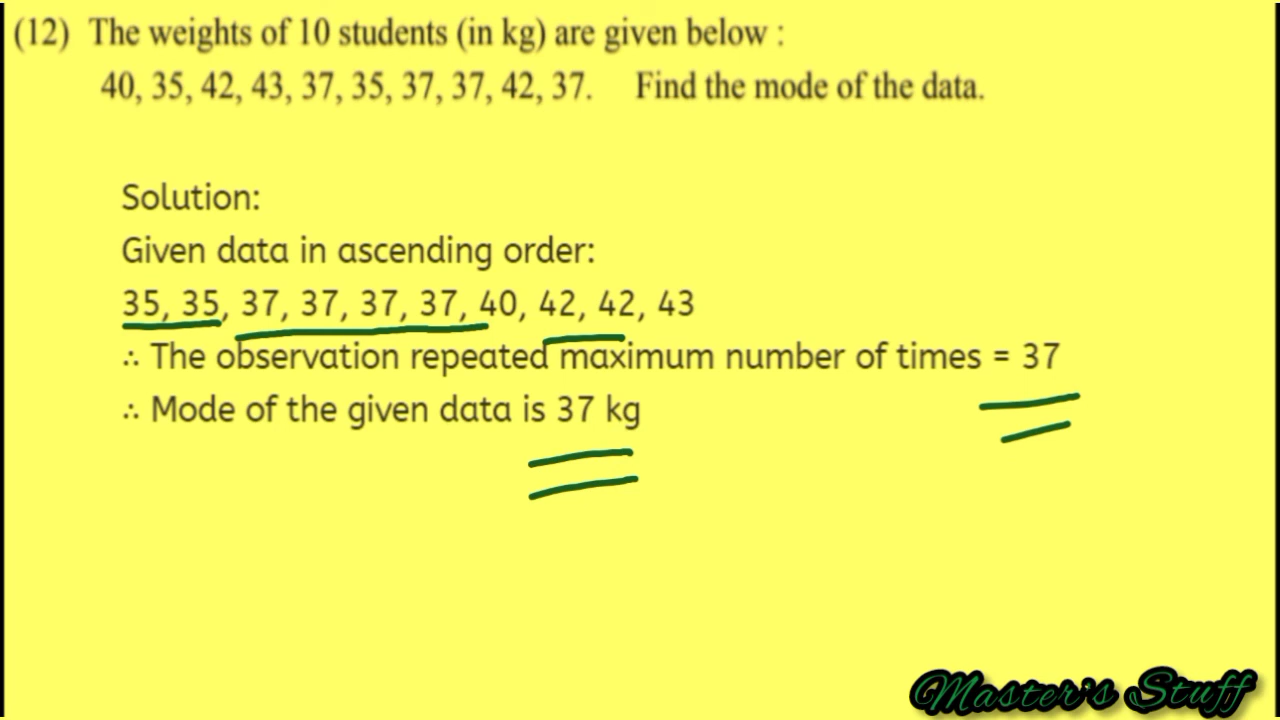 (12) The weights of 10 students (in kg) are given below :
40, 35, 42, 43, 37, 35, 37, 37, 42, 37. Find the mode of the data.
Solution:
Given data in ascending order:
35, 35, 37, 37, 37, 37, 40, 42, 42, 43
∴ The observation repeated maximum number of times = 37
∴ Mode of the given data is 37 kg
Master's Stuff